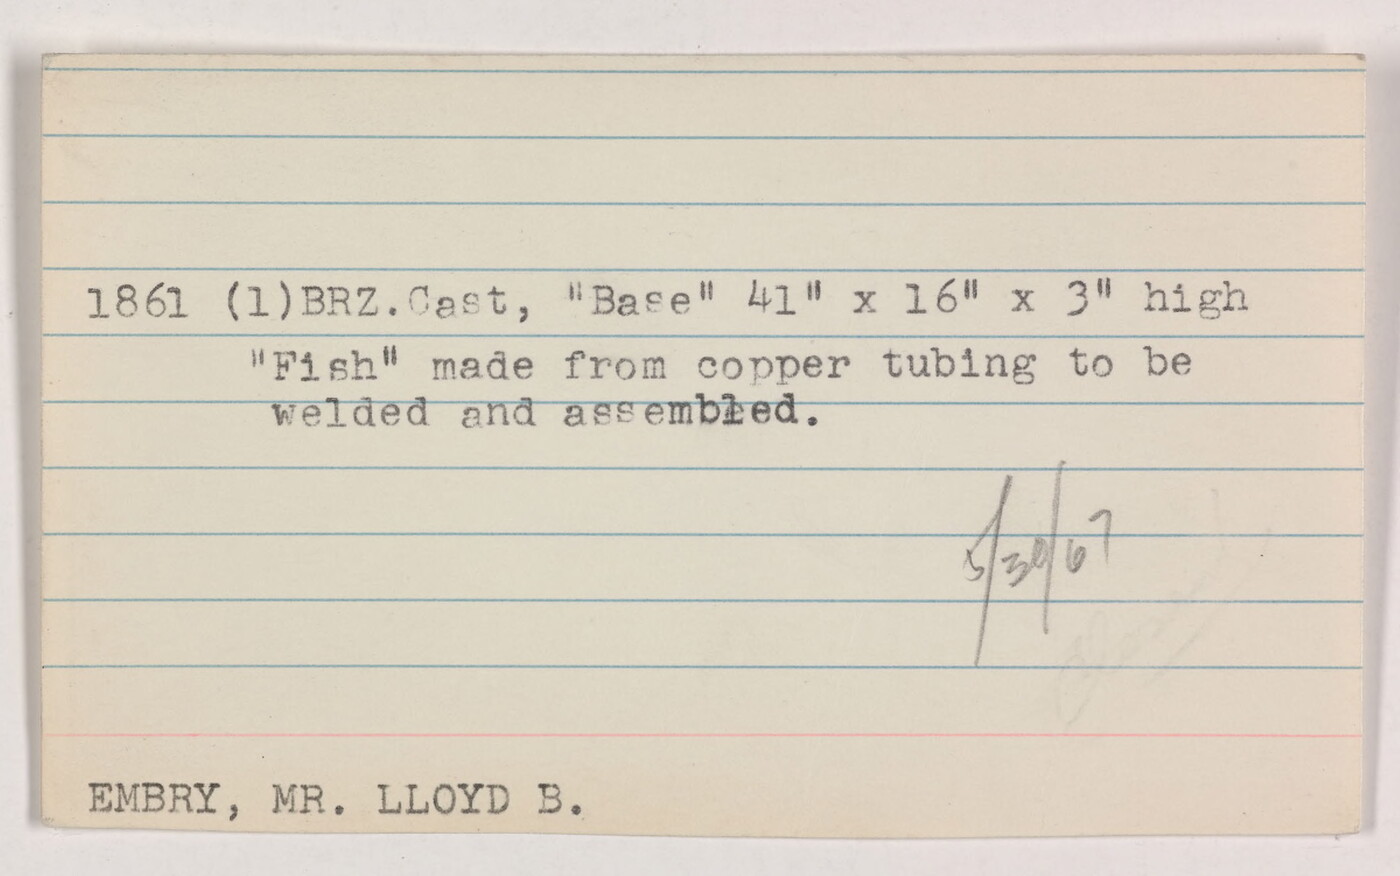 1861 (1)BRZ.Cast, "Base" 41" x 16" x 3" high
"Fish" made from copper tubing to be
welded and assembled.
5/30/67
EMBRY, MR. LLOYD B.